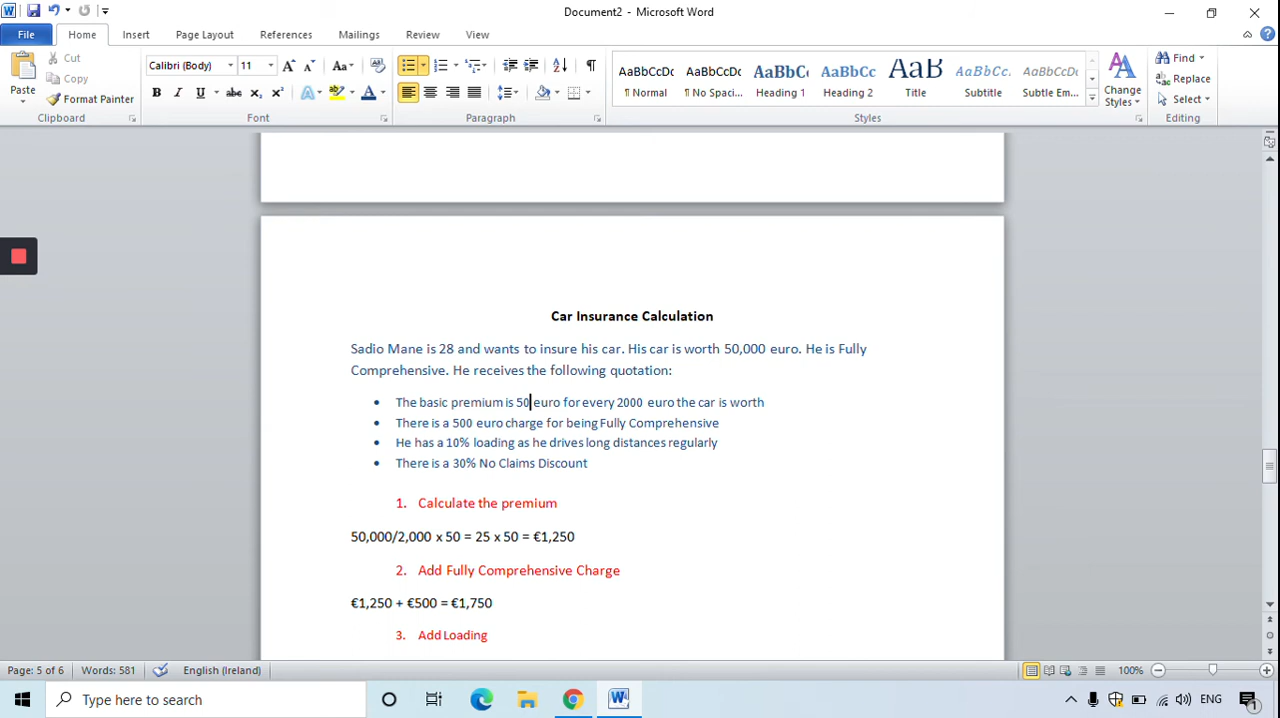 Document2 - Microsoft Word
File Home Insert Page Layout References Mailings Review View
Paste
Cut
Copy
Format Painter
Clipboard
Calibri (Body) 11
B I U abc X₂ X²
Font
Paragraph
AaBbCcDc AaBbCcDc AaBbCc AaBbCc AaB AaBbCcDc AaBbCcDc
¶ Normal ¶ No Spaci... Heading 1 Heading 2 Title Subtitle Subtle Em...
Styles
Change Styles
Find
Replace
Select
Editing
Car Insurance Calculation
Sadio Mane is 28 and wants to insure his car. His car is worth 50,000 euro. He is Fully
Comprehensive. He receives the following quotation:
• The basic premium is 50 euro for every 2000 euro the car is worth
• There is a 500 euro charge for being Fully Comprehensive
• He has a 10% loading as he drives long distances regularly
• There is a 30% No Claims Discount
1. Calculate the premium
50,000/2,000 x 50 = 25 x 50 = €1,250
2. Add Fully Comprehensive Charge
€1,250 + €500 = €1,750
3. Add Loading
Page: 5 of 6 Words: 581 English (Ireland) 100%
Type here to search
ENG
1